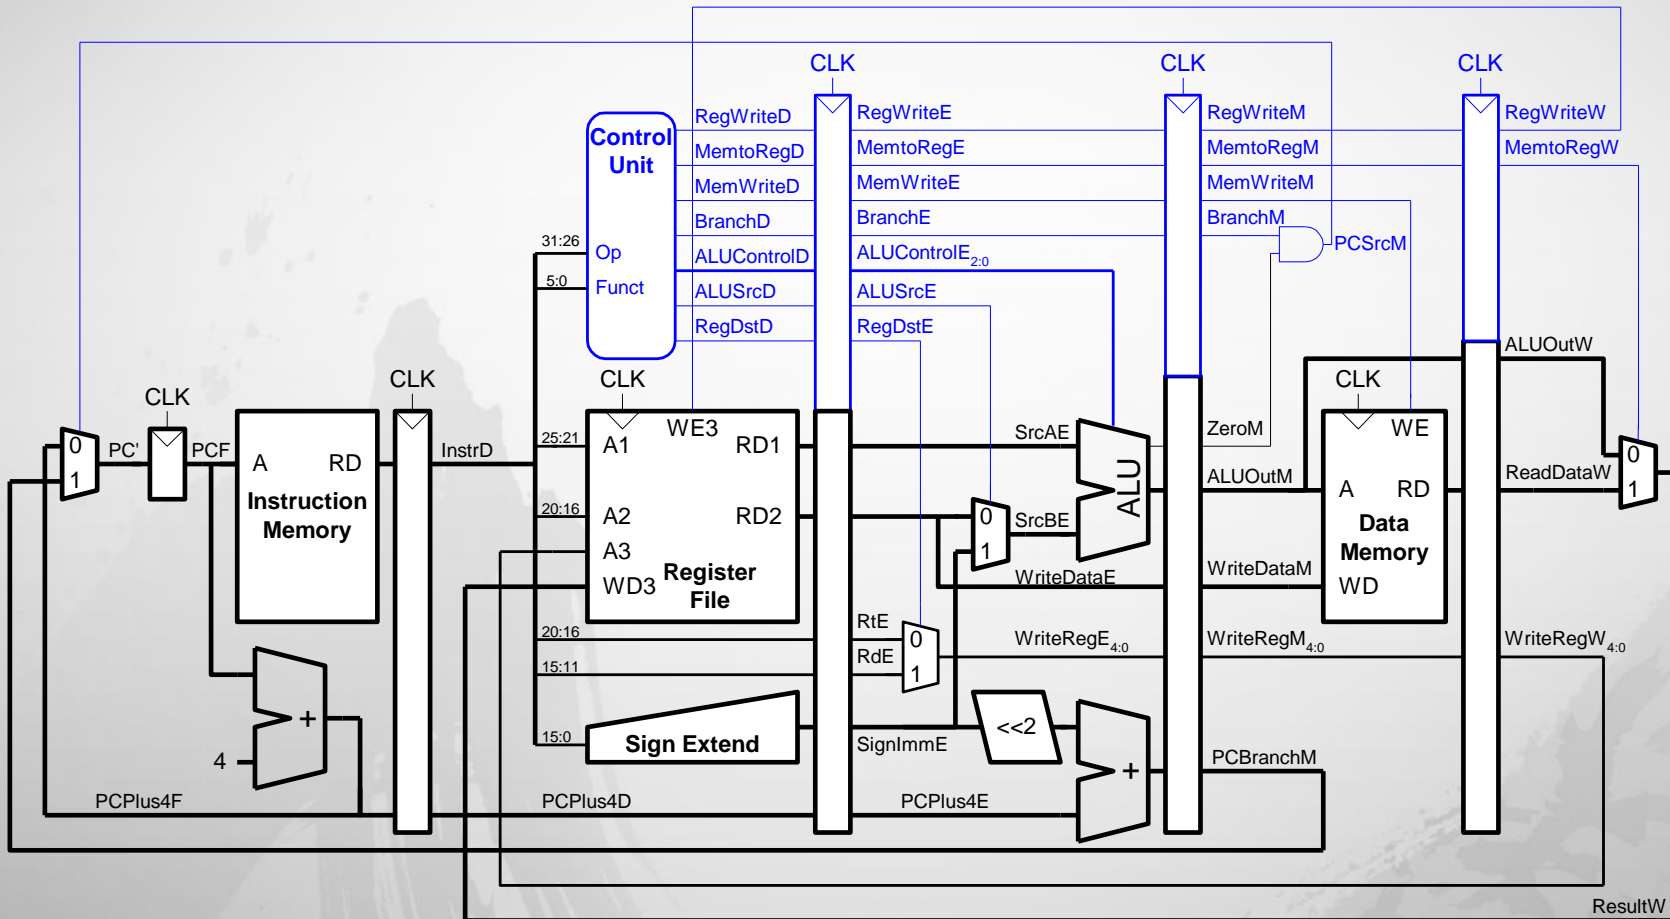 CLK
CLK
CLK
Control
Unit
RegWriteD
RegWriteE
RegWriteM
RegWriteW
MemtoRegD
MemtoRegE
MemtoRegM
MemtoRegW
MemWriteD
MemWriteE
MemWriteM
BranchD
BranchE
BranchM
PCSrcM
31:26
Op
ALUControlD
ALUControlE2:0
5:0
Funct
ALUSrcD
ALUSrcE
RegDstD
RegDstE
ALUOutW
CLK
CLK
CLK
CLK
0
1
PC'
PCF
A
RD
Instruction
Memory
InstrD
25:21
A1
WE3
RD1
SrcAE
ALU
ZeroM
WE
20:16
A2
RD2
0
1
SrcBE
ALUOutM
A
RD
ReadDataW
0
1
A3
WD3
Register
File
WriteDataE
WriteDataM
Data
Memory
WD
20:16
RtE
0
15:11
RdE
1
WriteRegE4:0
WriteRegM4:0
WriteRegW4:0
+
4
15:0
Sign Extend
SignImmE
<<2
+
PCBranchM
PCPlus4F
PCPlus4D
PCPlus4E
ResultW